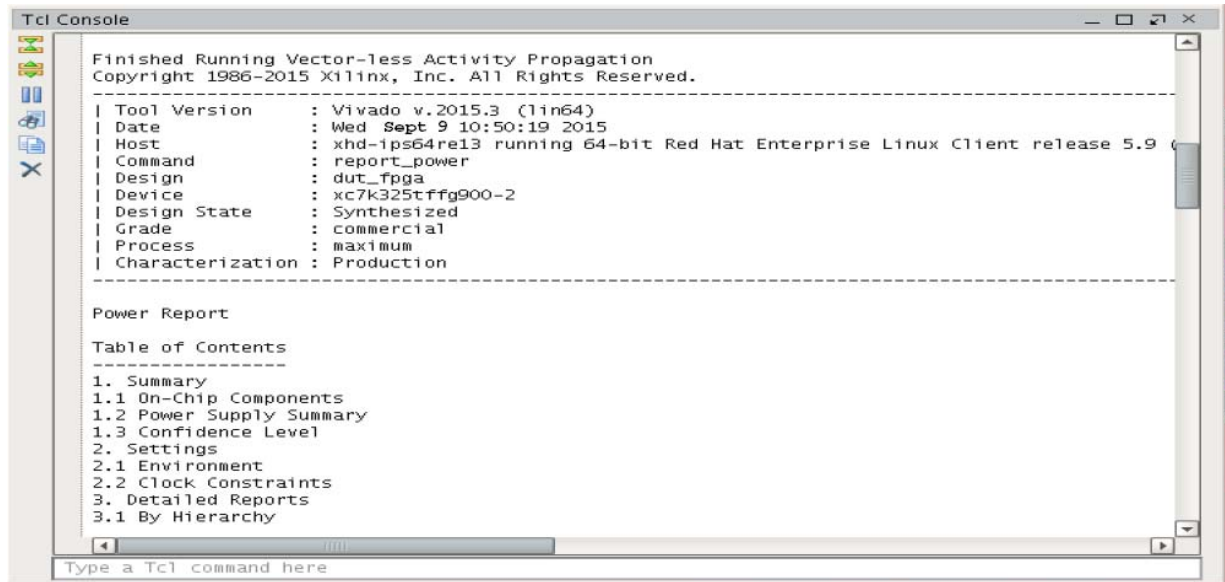 Tcl Console
Finished Running Vector-less Activity Propagation
Copyright 1986-2015 Xilinx, Inc. All Rights Reserved.
--------------------------------------------------------------------------------
| Tool Version : Vivado v.2015.3 (lin64)
| Date : Wed Sept 9 10:50:19 2015
| Host : xhd-ips64re13 running 64-bit Red Hat Enterprise Linux Client release 5.9 (
| Command : report_power
| Design : dut_fpga
| Device : xc7k325tffg900-2
| Design State : Synthesized
| Grade : commercial
| Process : maximum
| Characterization : Production
--------------------------------------------------------------------------------
Power Report
Table of Contents
-----------------
1. Summary
1.1 On-Chip Components
1.2 Power Supply Summary
1.3 Confidence Level
2. Settings
2.1 Environment
2.2 Clock Constraints
3. Detailed Reports
3.1 By Hierarchy
Type a Tcl command here